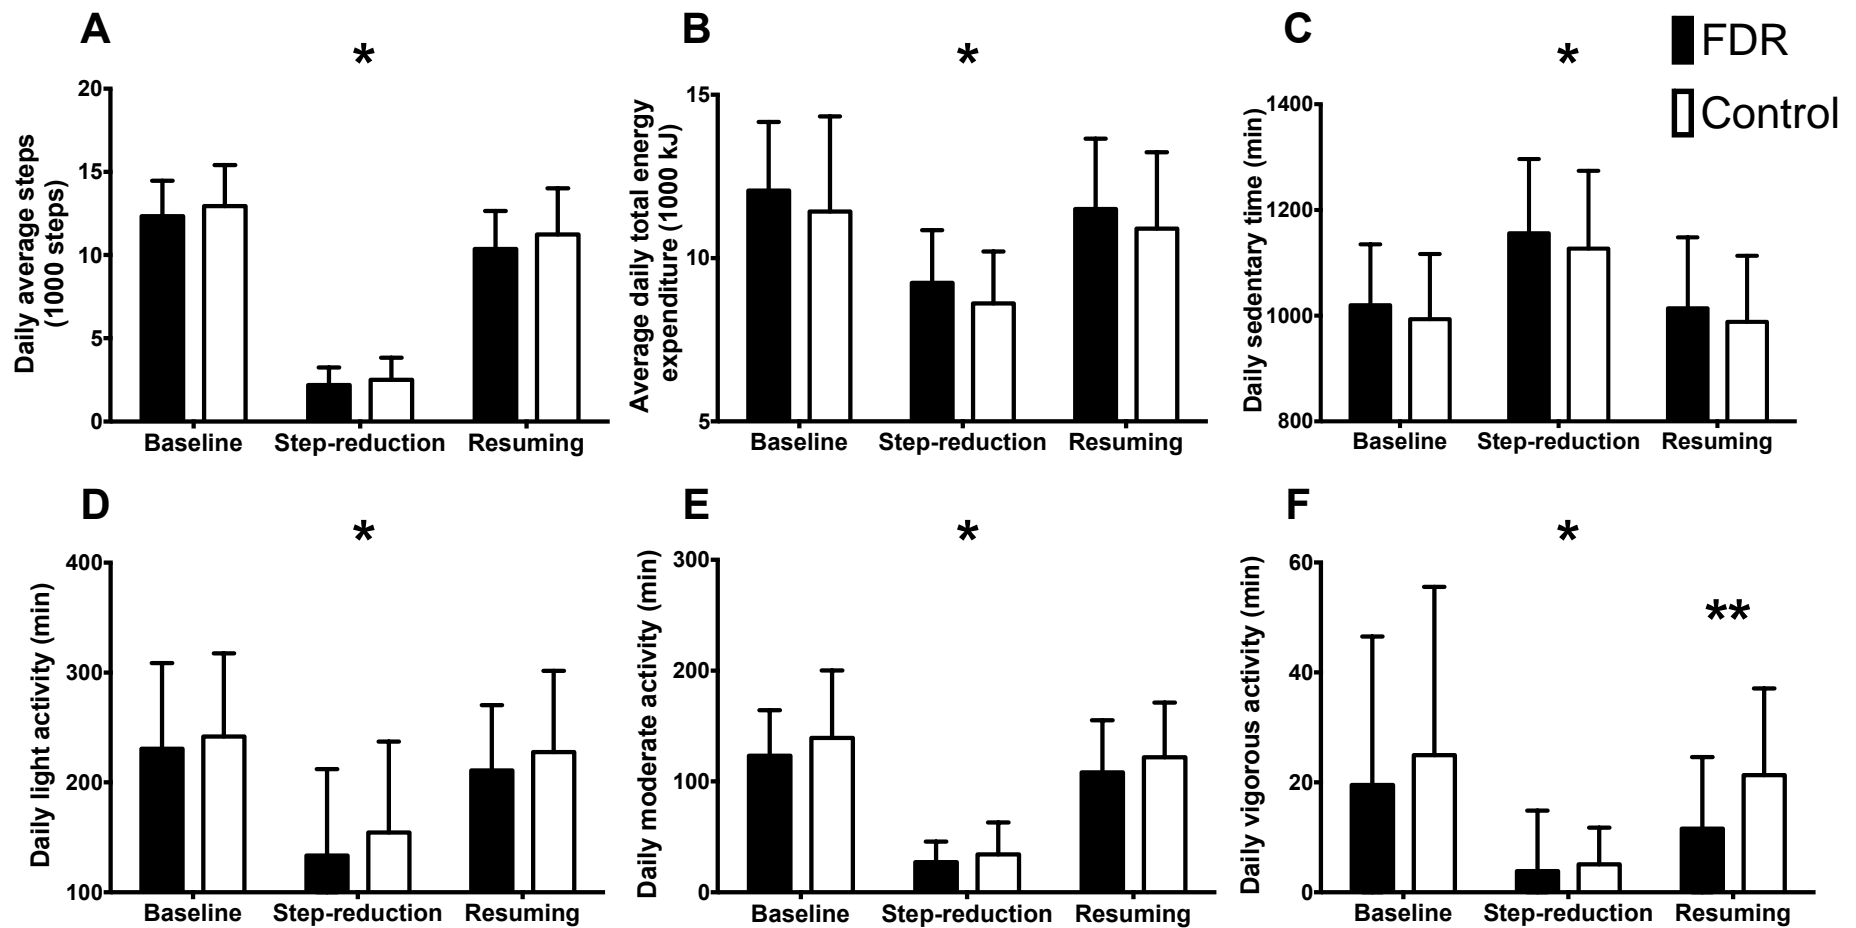 A
*
Daily average steps
(1000 steps)
20
15
10
5
0
Baseline Step-reduction Resuming
B
*
Average daily total energy
expenditure (1000 kJ)
15
10
5
Baseline Step-reduction Resuming
C
*
Daily sedentary time (min)
1400
1200
1000
800
Baseline Step-reduction Resuming
FDR
Control
D
*
Daily light activity (min)
400
300
200
100
Baseline Step-reduction Resuming
E
*
Daily moderate activity (min)
300
200
100
0
Baseline Step-reduction Resuming
F
*
**
Daily vigorous activity (min)
60
40
20
0
Baseline Step-reduction Resuming